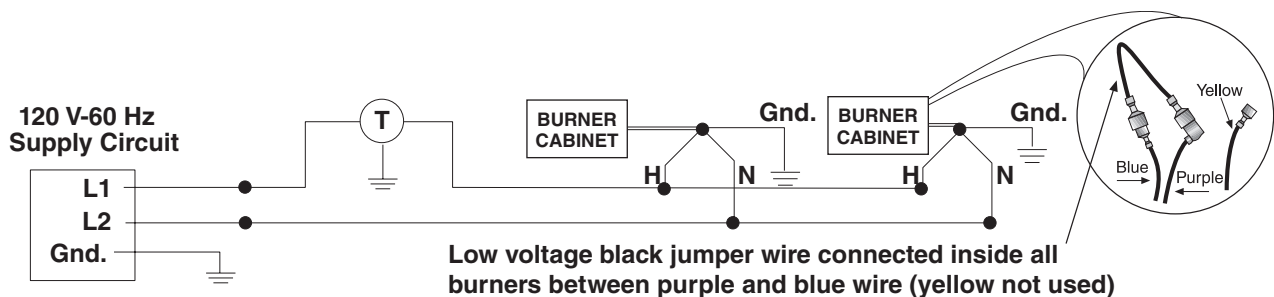 120 V-60 Hz
Supply Circuit
L1
L2
Gnd.
T
BURNER
CABINET
Gnd.
H
N
BURNER
CABINET
Gnd.
H
N
Yellow
Blue
Purple
Low voltage black jumper wire connected inside all
burners between purple and blue wire (yellow not used)